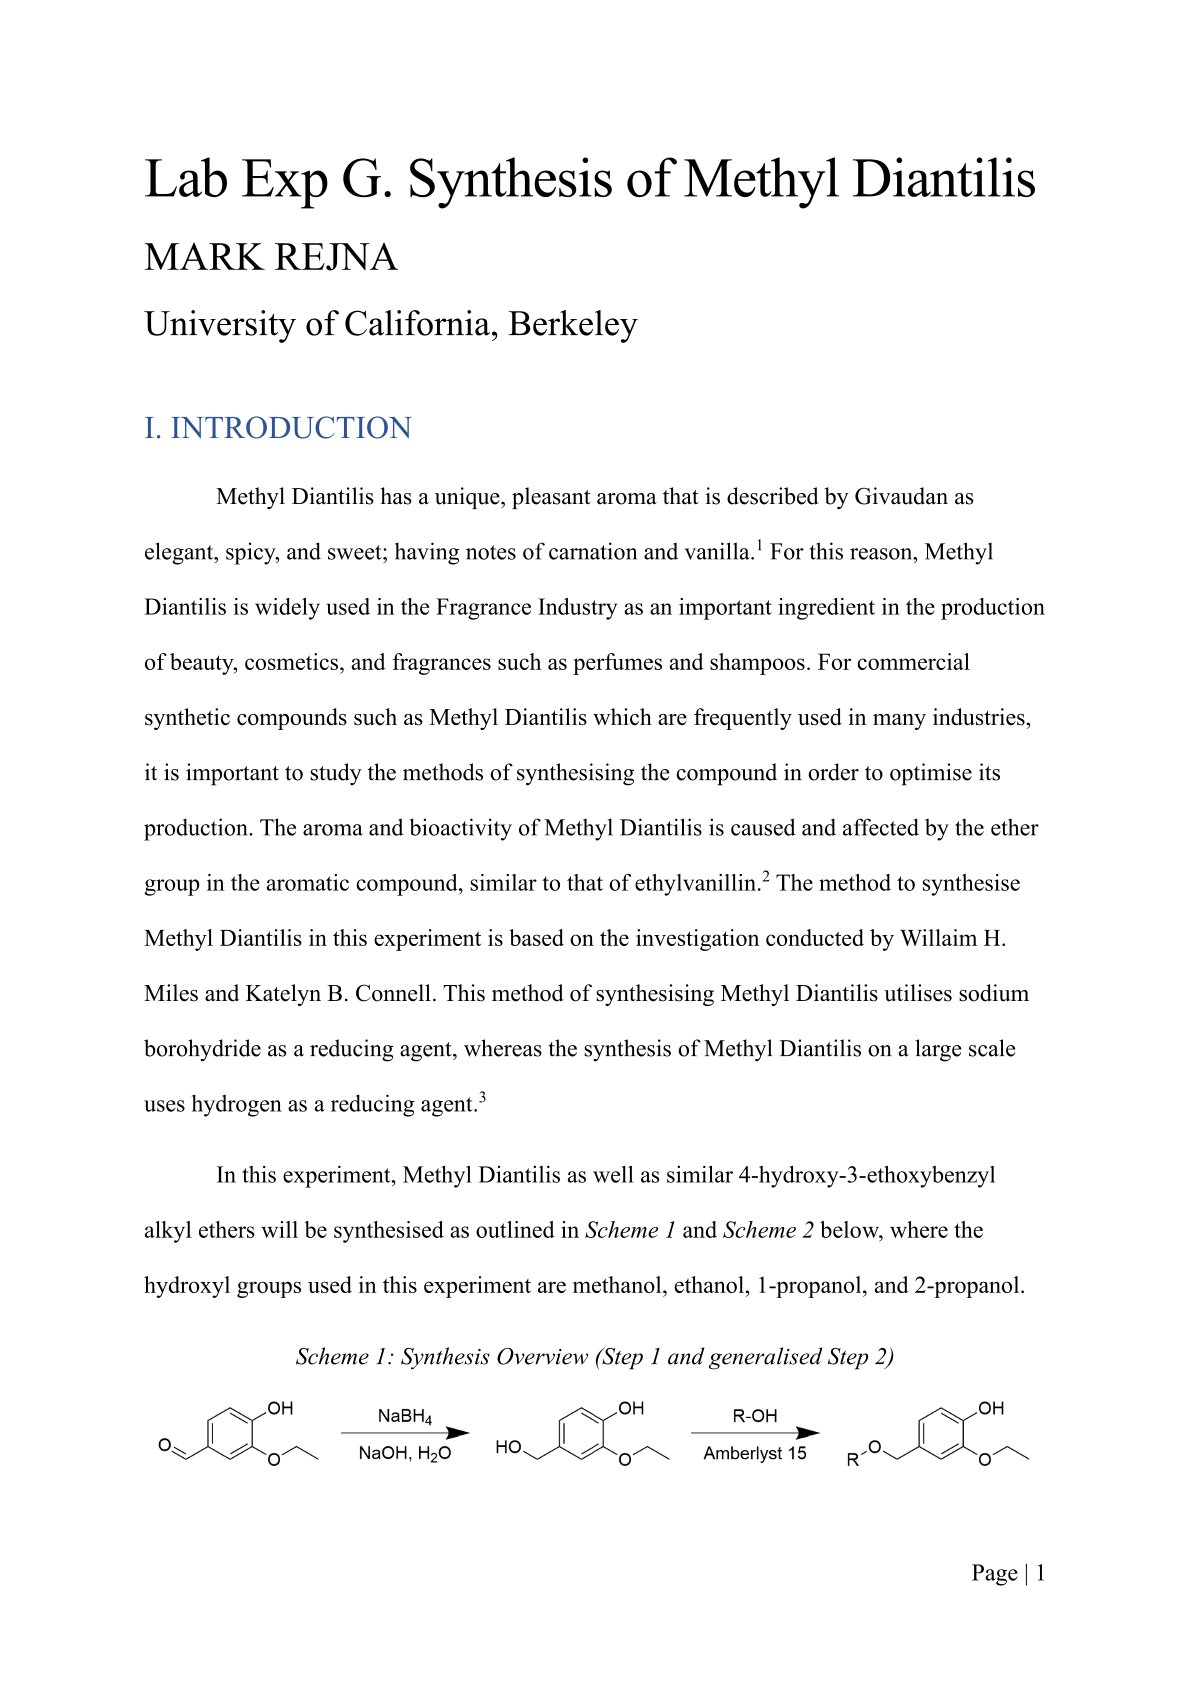 Lab Exp G. Synthesis of Methyl Diantilis
MARK REJNA
University of California, Berkeley
I. INTRODUCTION
Methyl Diantilis has a unique, pleasant aroma that is described by Givaudan as
elegant, spicy, and sweet; having notes of carnation and vanilla.¹ For this reason, Methyl
Diantilis is widely used in the Fragrance Industry as an important ingredient in the production
of beauty, cosmetics, and fragrances such as perfumes and shampoos. For commercial
synthetic compounds such as Methyl Diantilis which are frequently used in many industries,
it is important to study the methods of synthesising the compound in order to optimise its
production. The aroma and bioactivity of Methyl Diantilis is caused and affected by the ether
group in the aromatic compound, similar to that of ethylvanillin.² The method to synthesise
Methyl Diantilis in this experiment is based on the investigation conducted by Willaim H.
Miles and Katelyn B. Connell. This method of synthesising Methyl Diantilis utilises sodium
borohydride as a reducing agent, whereas the synthesis of Methyl Diantilis on a large scale
uses hydrogen as a reducing agent.³
In this experiment, Methyl Diantilis as well as similar 4-hydroxy-3-ethoxybenzyl
alkyl ethers will be synthesised as outlined in Scheme 1 and Scheme 2 below, where the
hydroxyl groups used in this experiment are methanol, ethanol, 1-propanol, and 2-propanol.
Scheme 1: Synthesis Overview (Step 1 and generalised Step 2)
O OH O
NaBH₄
NaOH, H₂O
HO OH O
R-OH
Amberlyst 15
R O OH O
Page | 1